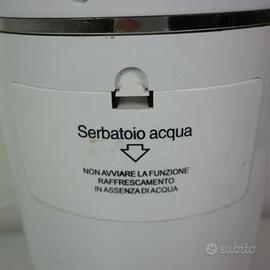 Serbatoio acqua
NON AVVIARE LA FUNZIONE
RAFFRESCAMENTO
IN ASSENZA DI ACQUA
subito